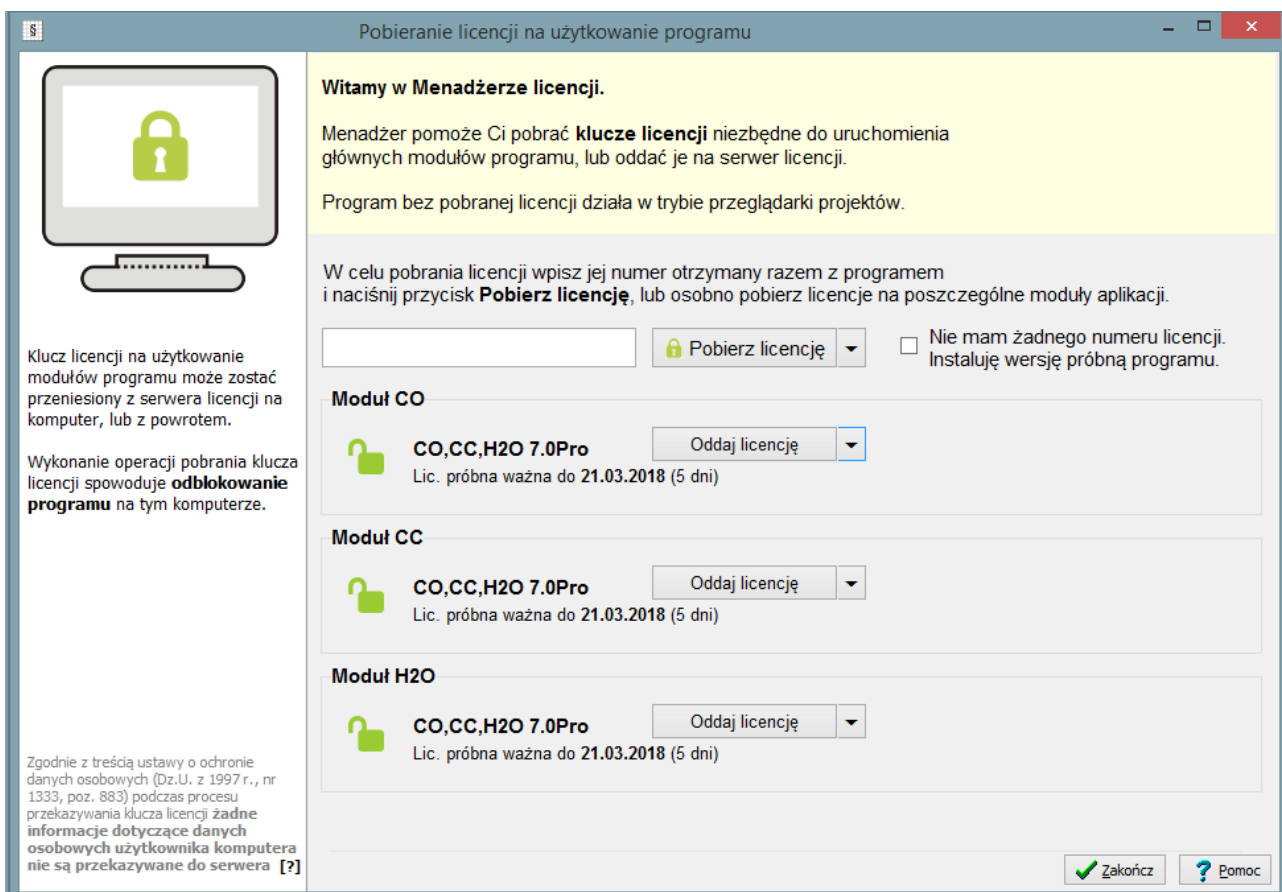 §
Pobieranie licencji na użytkowanie programu
Witamy w Menadżerze licencji.
Menadżer pomoże Ci pobrać klucze licencji niezbędne do uruchomienia
głównych modułów programu, lub oddać je na serwer licencji.
Program bez pobranej licencji działa w trybie przeglądarki projektów.
W celu pobrania licencji wpisz jej numer otrzymany razem z programem
i naciśnij przycisk Pobierz licencję, lub osobno pobierz licencje na poszczególne moduły aplikacji.
Pobierz licencję
Nie mam żadnego numeru licencji.
Instaluję wersję próbną programu.
Klucz licencji na użytkowanie
modułów programu może zostać
przeniesiony z serwera licencji na
komputer, lub z powrotem.
Wykonanie operacji pobrania klucza
licencji spowoduje odblokowanie
programu na tym komputerze.
Moduł CO
CO,CC,H2O 7.0Pro
Oddaj licencję
Lic. próbna ważna do 21.03.2018 (5 dni)
Moduł CC
CO,CC,H2O 7.0Pro
Oddaj licencję
Lic. próbna ważna do 21.03.2018 (5 dni)
Moduł H2O
CO,CC,H2O 7.0Pro
Oddaj licencję
Lic. próbna ważna do 21.03.2018 (5 dni)
Zgodnie z treścią ustawy o ochronie
danych osobowych (Dz.U. z 1997 r., nr
1333, poz. 883) podczas procesu
przekazywania klucza licencji żadne
informacje dotyczące danych
osobowych użytkownika komputera
nie są przekazywane do serwera [?]
Zakończ
? Pomoc